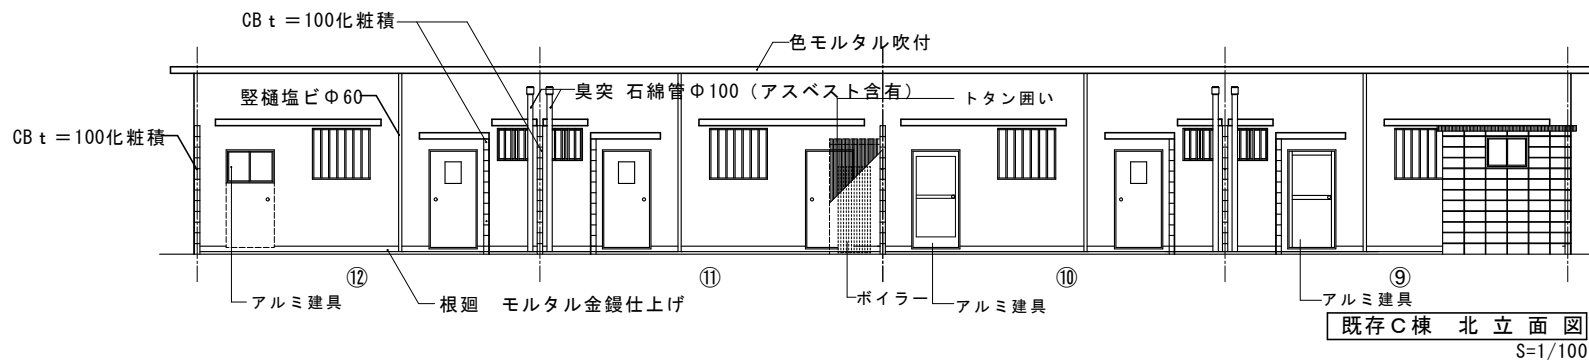 CBｔ＝100化粧積
色モルタル吹付
竪樋塩ビΦ60
臭突 石綿管Φ100（アスベスト含有）
トタン囲い
CBｔ＝100化粧積
⑫
⑪
⑩
⑨
アルミ建具
根廻 モルタル金鏝仕上げ
ボイラー
アルミ建具
アルミ建具
既存C棟 北立面図
S=1/100